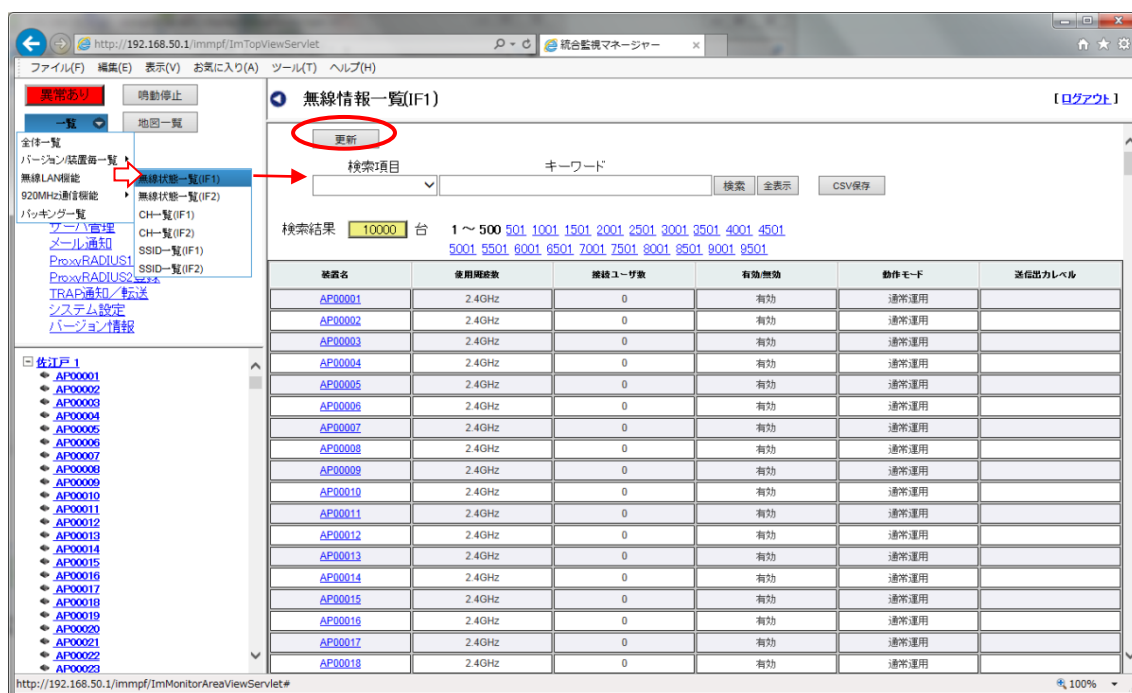 http://192.168.50.1/immpf/ImTopViewServlet
統合監視マネージャー
ファイル(F) 編集(E) 表示(V) お気に入り(A) ツール(T) ヘルプ(H)
異常あり 鳴動停止
一覧 地図一覧
全体一覧
バージョン/装置毎一覧
無線LAN機能
920MHz通信機能
バッキング一覧
無線状態一覧(IF1)
無線状態一覧(IF2)
CH一覧(IF1)
CH一覧(IF2)
SSID一覧(IF1)
SSID一覧(IF2)
サーバ管理
メール通知
ProxyRADIUS1
ProxyRADIUS2登録
TRAP通知/転送
システム設定
バージョン情報
佐江戸 1
AP00001
AP00002
AP00003
AP00004
AP00005
AP00006
AP00007
AP00008
AP00009
AP00010
AP00011
AP00012
AP00013
AP00014
AP00015
AP00016
AP00017
AP00018
AP00019
AP00020
AP00021
AP00022
AP00023
無線情報一覧(IF1) [ログアウト]
更新
検索項目 キーワード
検索 全表示 CSV保存
検索結果 10000 台 1 ～ 500 501 1001 1501 2001 2501 3001 3501 4001 4501
5001 5501 6001 6501 7001 7501 8001 8501 9001 9501
装置名 使用周波数 接続ユーザ数 有効/無効 動作モード 送信出力レベル
AP00001 2.4GHz 0 有効 通常運用
AP00002 2.4GHz 0 有効 通常運用
AP00003 2.4GHz 0 有効 通常運用
AP00004 2.4GHz 0 有効 通常運用
AP00005 2.4GHz 0 有効 通常運用
AP00006 2.4GHz 0 有効 通常運用
AP00007 2.4GHz 0 有効 通常運用
AP00008 2.4GHz 0 有効 通常運用
AP00009 2.4GHz 0 有効 通常運用
AP00010 2.4GHz 0 有効 通常運用
AP00011 2.4GHz 0 有効 通常運用
AP00012 2.4GHz 0 有効 通常運用
AP00013 2.4GHz 0 有効 通常運用
AP00014 2.4GHz 0 有効 通常運用
AP00015 2.4GHz 0 有効 通常運用
AP00016 2.4GHz 0 有効 通常運用
AP00017 2.4GHz 0 有効 通常運用
AP00018 2.4GHz 0 有効 通常運用
http://192.168.50.1/immpf/ImMonitorAreaViewServlet# 100%